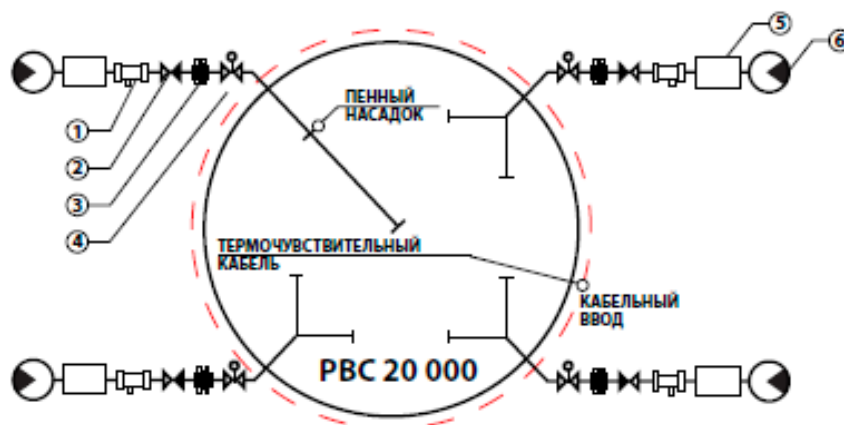 5
6
ПЕННЫЙ
НАСАДОК
1
2
3
4
ТЕРМОЧУВСТВИТЕЛЬНЫЙ
КАБЕЛЬ
КАБЕЛЬНЫЙ
ВВОД
РВС 20 000